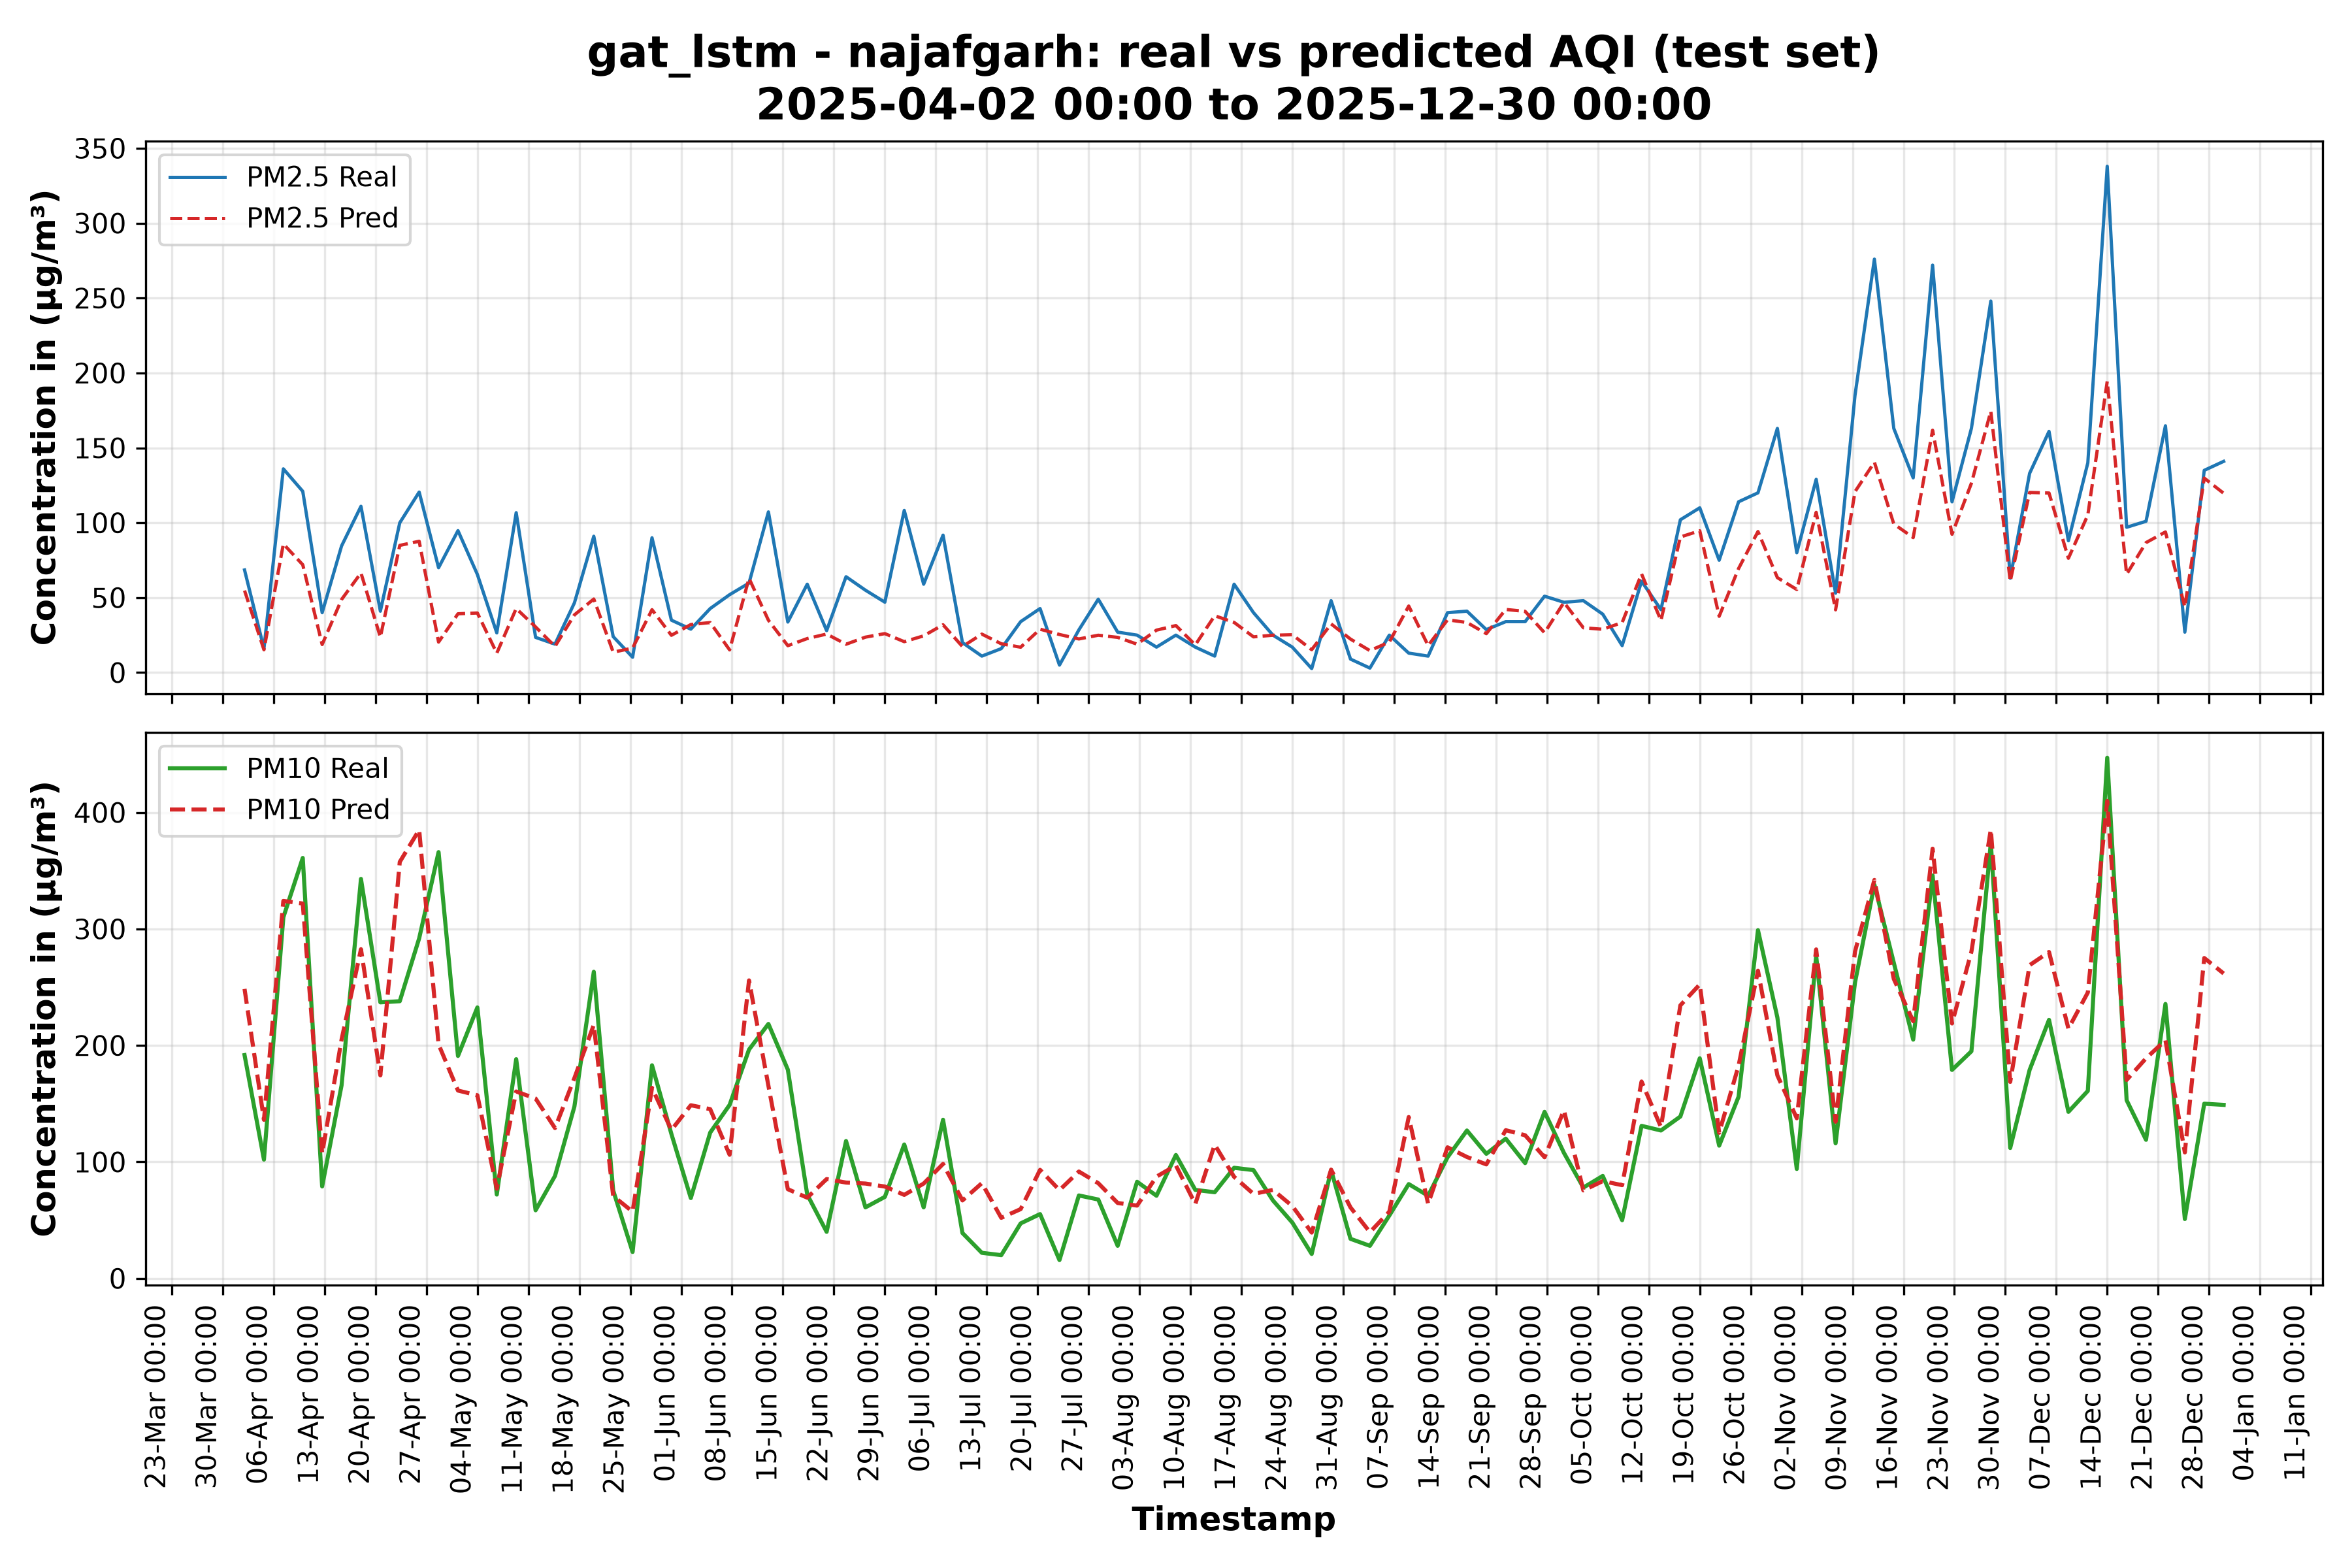 gat_lstm - najafgarh: real vs predicted AQI (test set)
2025-04-02 00:00 to 2025-12-30 00:00
Concentration in (µg/m³)
350
300
250
200
150
100
50
0
PM2.5 Real
PM2.5 Pred
Concentration in (µg/m³)
400
300
200
100
0
PM10 Real
PM10 Pred
23-Mar 00:00
30-Mar 00:00
06-Apr 00:00
13-Apr 00:00
20-Apr 00:00
27-Apr 00:00
04-May 00:00
11-May 00:00
18-May 00:00
25-May 00:00
01-Jun 00:00
08-Jun 00:00
15-Jun 00:00
22-Jun 00:00
29-Jun 00:00
06-Jul 00:00
13-Jul 00:00
20-Jul 00:00
27-Jul 00:00
03-Aug 00:00
10-Aug 00:00
17-Aug 00:00
24-Aug 00:00
31-Aug 00:00
07-Sep 00:00
14-Sep 00:00
21-Sep 00:00
28-Sep 00:00
05-Oct 00:00
12-Oct 00:00
19-Oct 00:00
26-Oct 00:00
02-Nov 00:00
09-Nov 00:00
16-Nov 00:00
23-Nov 00:00
30-Nov 00:00
07-Dec 00:00
14-Dec 00:00
21-Dec 00:00
28-Dec 00:00
04-Jan 00:00
11-Jan 00:00
Timestamp